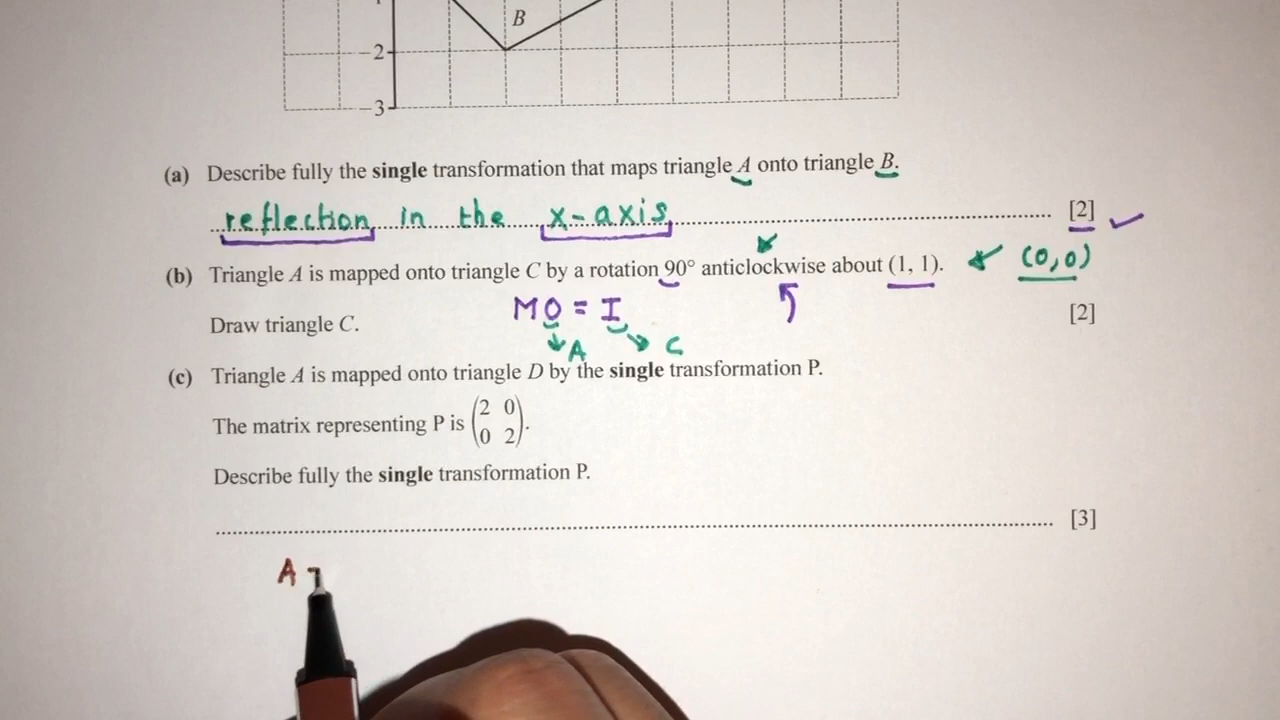 B
-2
-3
(a) Describe fully the single transformation that maps triangle A onto triangle B.
reflection in the x-axis [2]
(b) Triangle A is mapped onto triangle C by a rotation 90° anticlockwise about (1, 1). (0,0)
Draw triangle C. MO = I [2]
A C
(c) Triangle A is mapped onto triangle D by the single transformation P.
The matrix representing P is (2 0
0 2).
Describe fully the single transformation P.
[3]
A